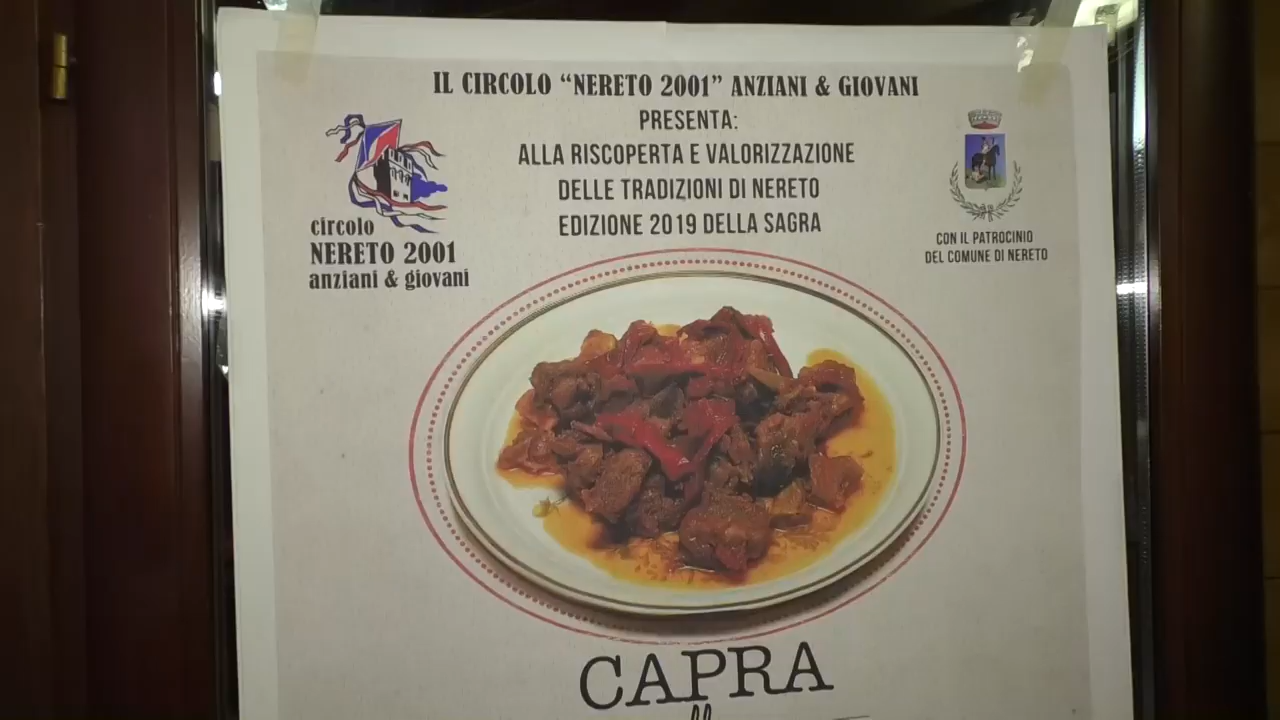 IL CIRCOLO “NERETO 2001” ANZIANI & GIOVANI
PRESENTA:
ALLA RISCOPERTA E VALORIZZAZIONE
DELLE TRADIZIONI DI NERETO
EDIZIONE 2019 DELLA SAGRA
circolo
NERETO 2001
anziani & giovani
CON IL PATROCINIO
DEL COMUNE DI NERETO
CAPRA